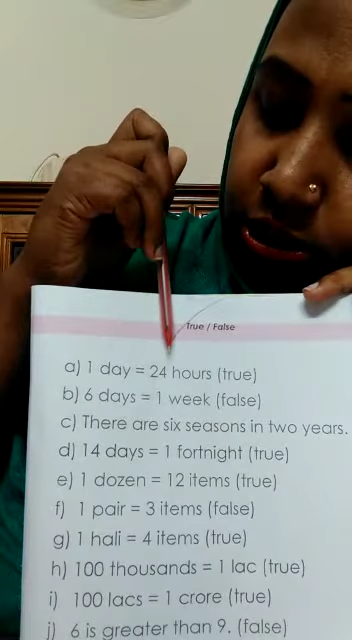 True / False
a) 1 day = 24 hours (true)
b) 6 days = 1 week (false)
c) There are six seasons in two years.
d) 14 days = 1 fortnight (true)
e) 1 dozen = 12 items (true)
f) 1 pair = 3 items (false)
g) 1 hali = 4 items (true)
h) 100 thousands = 1 lac (true)
i) 100 lacs = 1 crore (true)
j) 6 is greater than 9. (false)